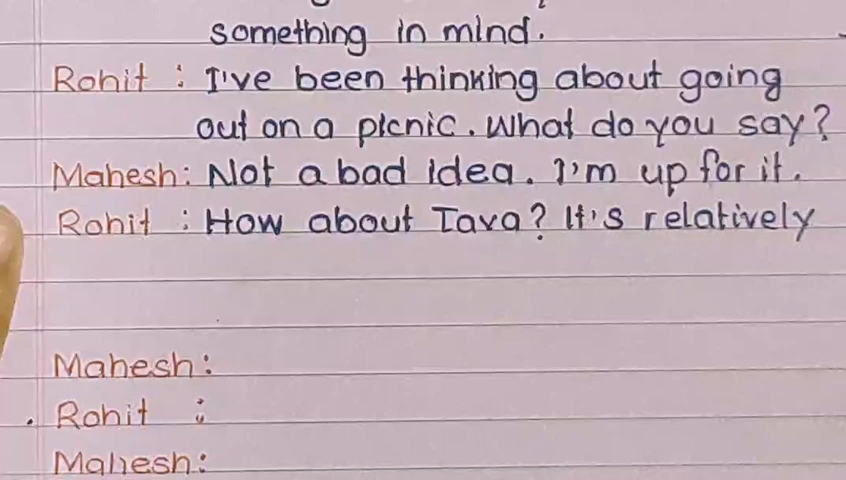 something in mind.
Rohit : I've been thinking about going
out on a picnic. What do you say?
Mahesh: Not a bad idea. I'm up for it.
Rohit : How about Tava? It's relatively
Mahesh:
Rohit :
Mahesh: